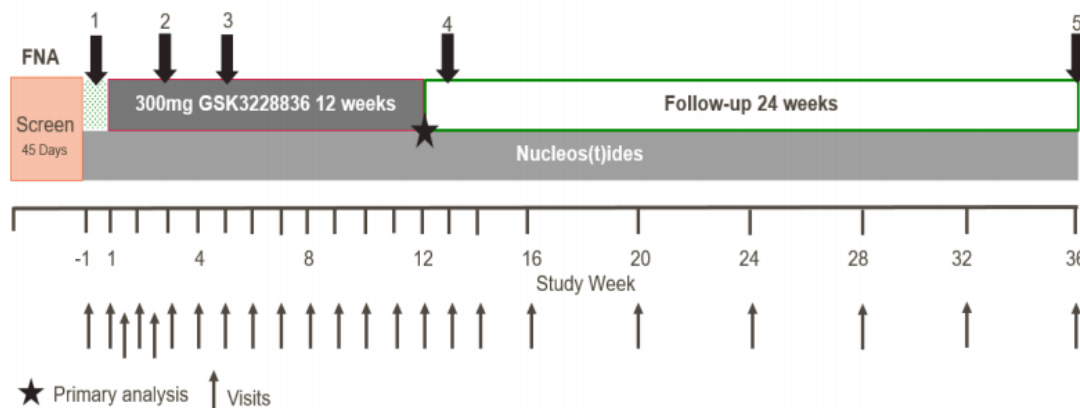 1 2 3 4 5
FNA
300mg GSK3228836 12 weeks
Follow-up 24 weeks
Screen
45 Days
Nucleos(t)ides
-1 1 4 8 12 16 20 24 28 32 36
Study Week
Primary analysis
Visits